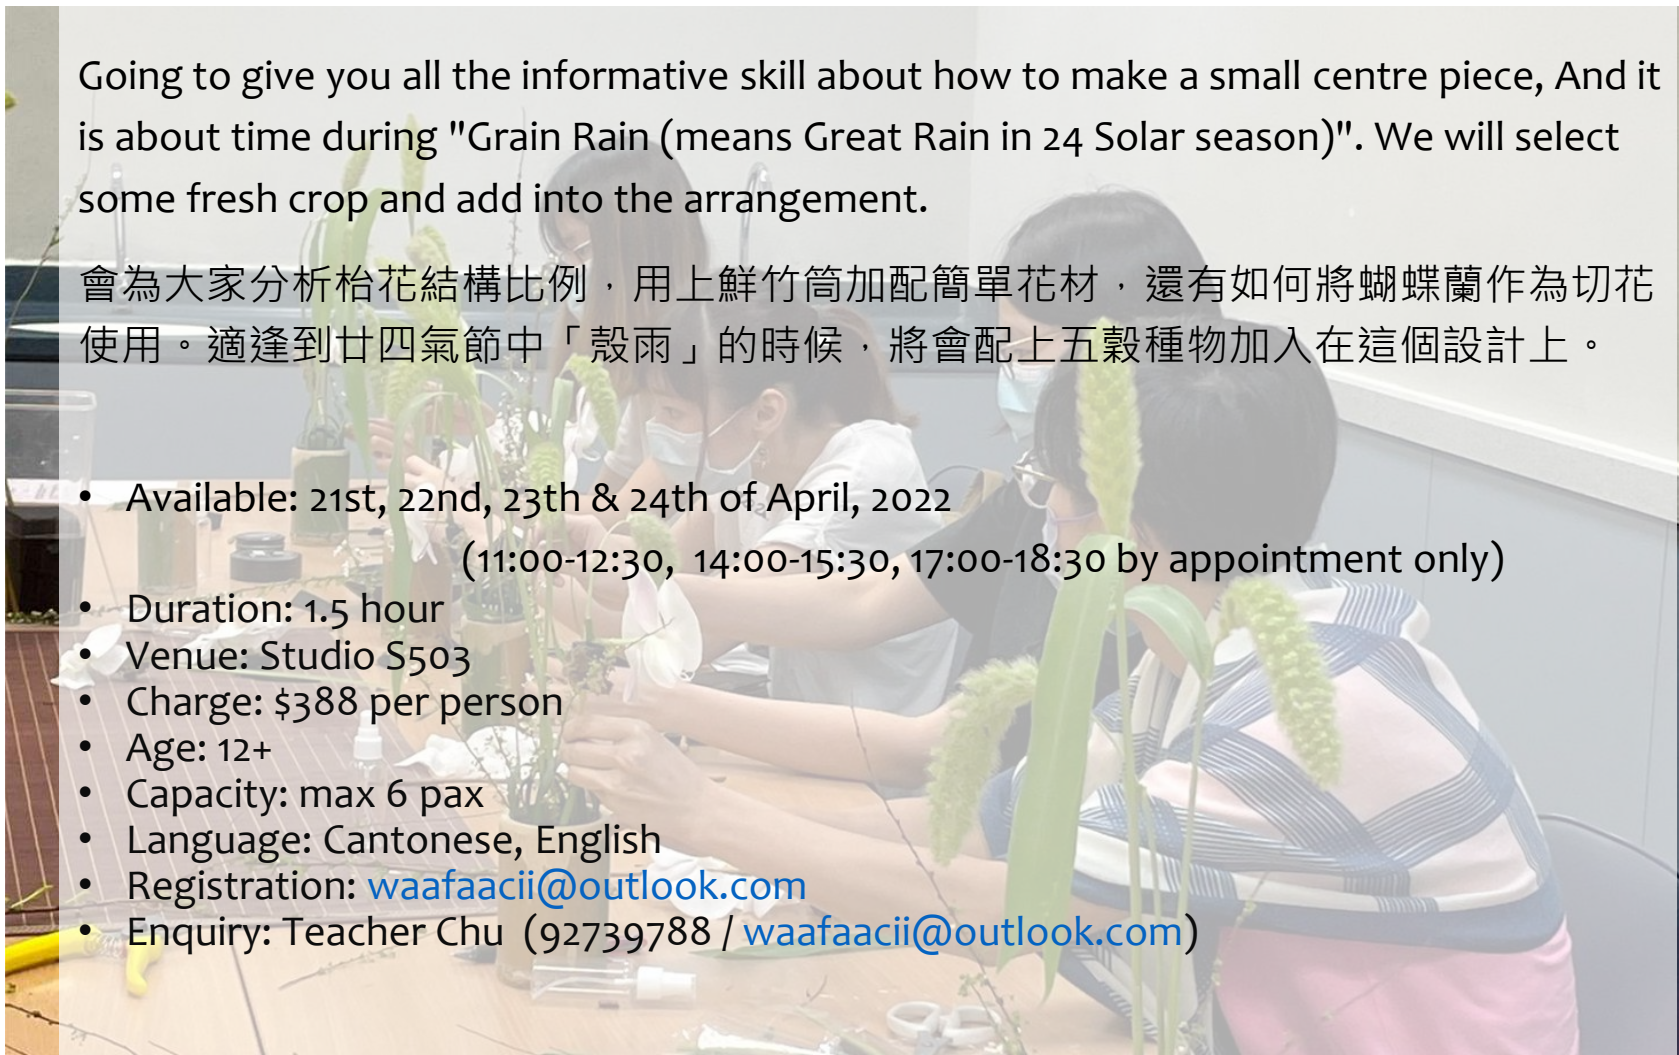 Going to give you all the informative skill about how to make a small centre piece, And it
is about time during "Grain Rain (means Great Rain in 24 Solar season)". We will select
some fresh crop and add into the arrangement.
會為大家分析枱花結構比例，用上鮮竹筒加配簡單花材，還有如何將蝴蝶蘭作為切花
使用。適逢到廿四氣節中「殼雨」的時候，將會配上五穀種物加入在這個設計上。
• Available: 21st, 22nd, 23th & 24th of April, 2022
(11:00-12:30, 14:00-15:30, 17:00-18:30 by appointment only)
• Duration: 1.5 hour
• Venue: Studio S503
• Charge: $388 per person
• Age: 12+
• Capacity: max 6 pax
• Language: Cantonese, English
• Registration: waafaacii@outlook.com
• Enquiry: Teacher Chu (92739788 / waafaacii@outlook.com)